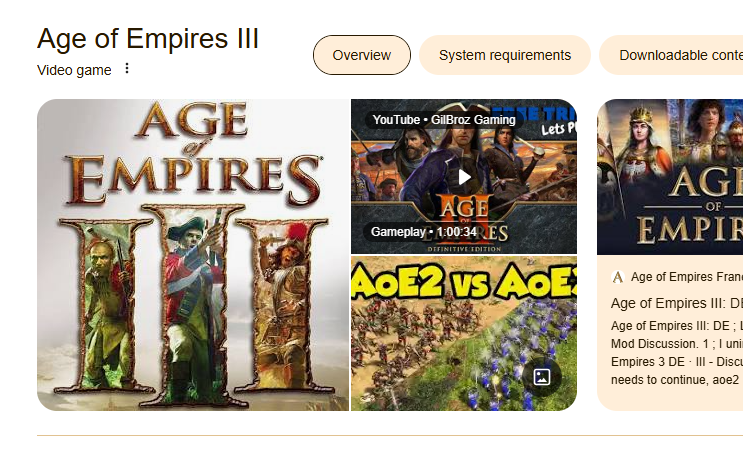 Age of Empires III
Video game
Overview
System requirements
Downloadable conte
AGE
of
EMPIRES
III
YouTube • GilBroz Gaming
Lets P
Gameplay • 1:00:34
AGE
III
DEFINITIVE EDITION
AoE2 VS AoE
AGE
OF
EMPIR
Age of Empires Fran
Age of Empires III: DE
Age of Empires III: DE ; L
Mod Discussion. 1 ; I uni
Empires 3 DE · III - Discu
needs to continue, aoe2